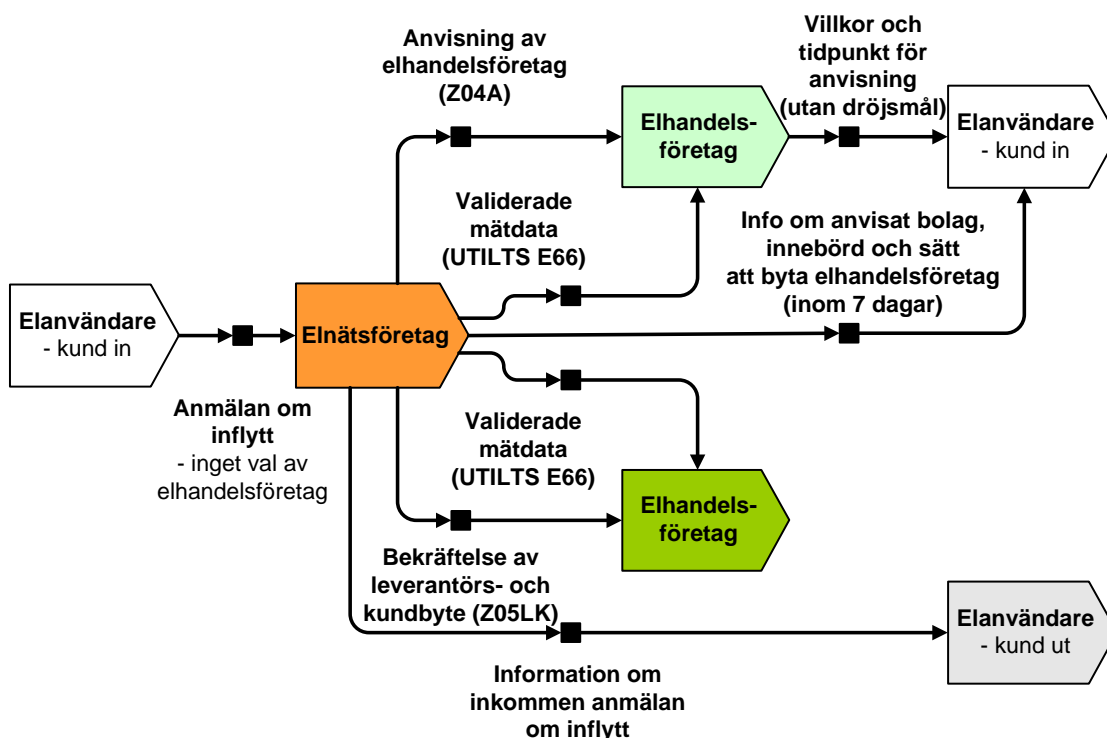 Anvisning av
elhandelsföretag
(Z04A)
Villkor och
tidpunkt för
anvisning
(utan dröjsmål)
Elhandels-
företag
Elanvändare
- kund in
Validerade
mätdata
(UTILTS E66)
Info om anvisat bolag,
innebörd och sätt
att byta elhandelsföretag
(inom 7 dagar)
Elanvändare
- kund in
Elnätsföretag
Anmälan om
inflytt
- inget val av
elhandelsföretag
Validerade
mätdata
(UTILTS E66)
Elhandels-
företag
Bekräftelse av
leverantörs- och
kundbyte (Z05LK)
Elanvändare
- kund ut
Information om
inkommen anmälan
om inflytt